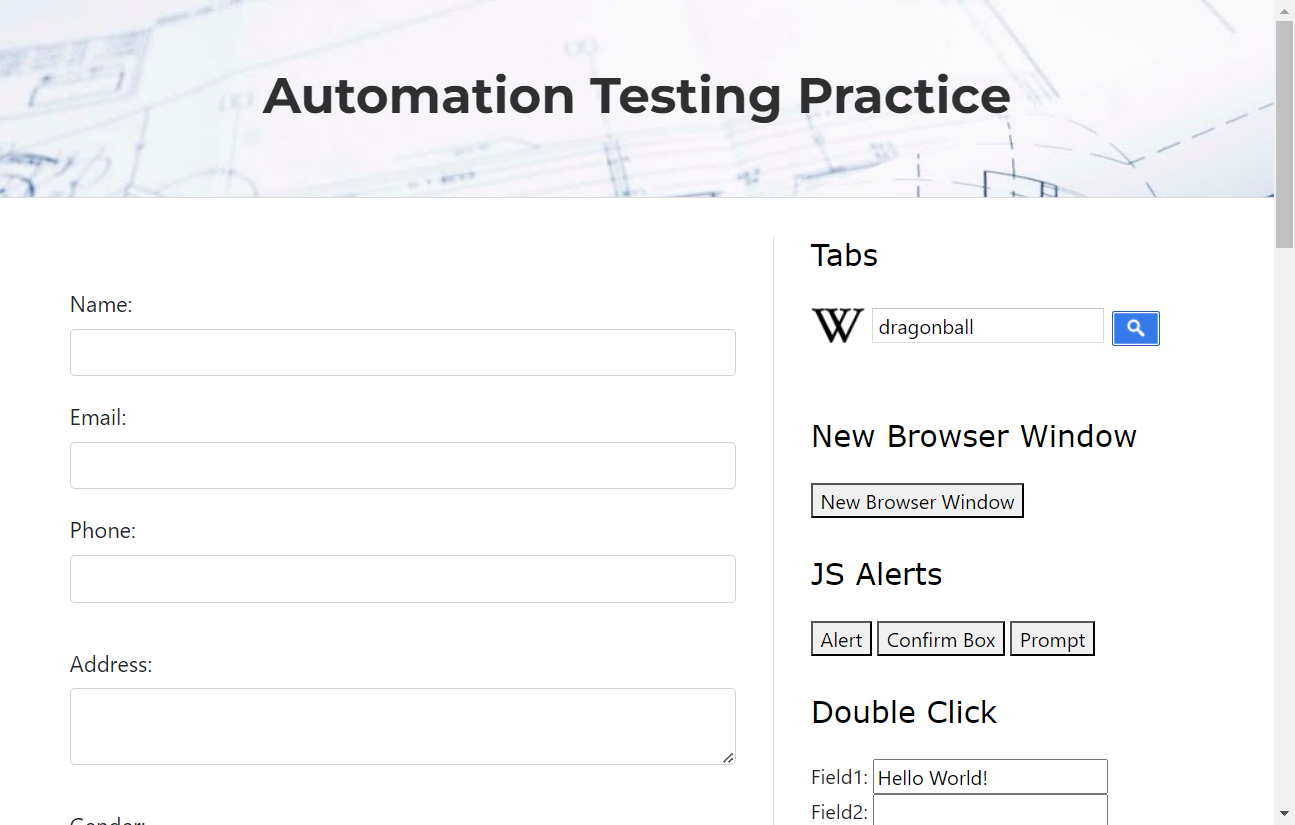 Automation Testing Practice
Name:
Email:
Phone:
Address:
Gender:
Tabs
W dragonball
New Browser Window
New Browser Window
JS Alerts
Alert Confirm Box Prompt
Double Click
Field1: Hello World!
Field2: